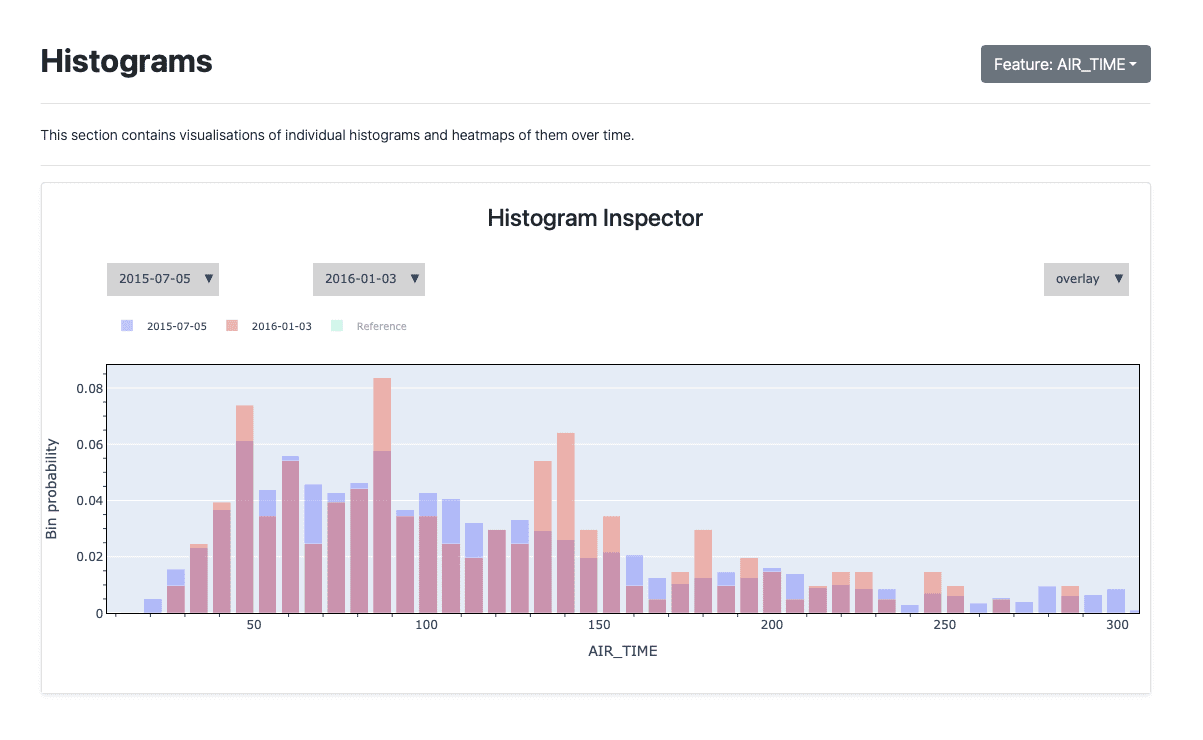 Histograms
Feature: AIR_TIME
This section contains visualisations of individual histograms and heatmaps of them over time.
Histogram Inspector
2015-07-05 ▼ 2016-01-03 ▼ overlay ▼
2015-07-05 2016-01-03 Reference
0.08
0.06
0.04
0.02
0
Bin probability
50 100 150 200 250 300
AIR_TIME